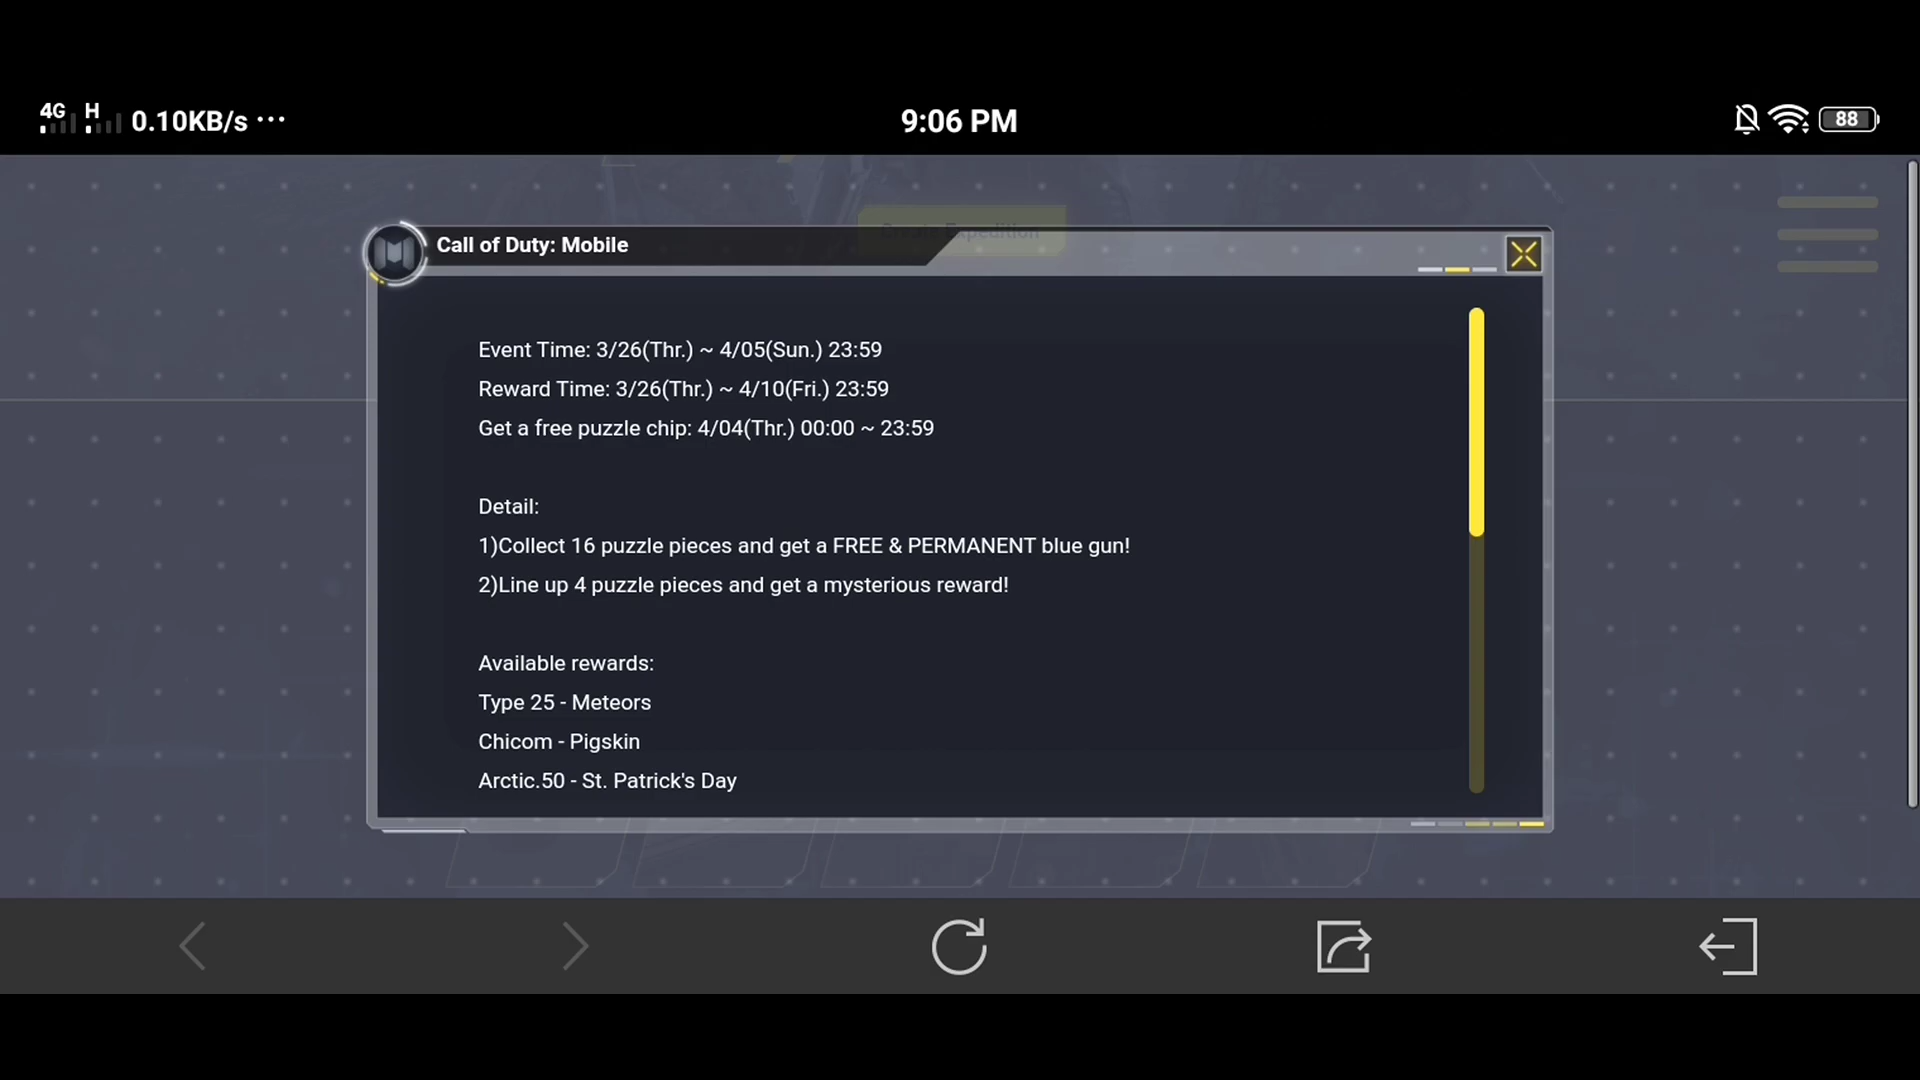 4G H 0.10KB/s ...
9:06 PM
88
Call of Duty: Mobile
Event Time: 3/26(Thr.) ~ 4/05(Sun.) 23:59
Reward Time: 3/26(Thr.) ~ 4/10(Fri.) 23:59
Get a free puzzle chip: 4/04(Thr.) 00:00 ~ 23:59
Detail:
1)Collect 16 puzzle pieces and get a FREE & PERMANENT blue gun!
2)Line up 4 puzzle pieces and get a mysterious reward!
Available rewards:
Type 25 - Meteors
Chicom - Pigskin
Arctic.50 - St. Patrick's Day